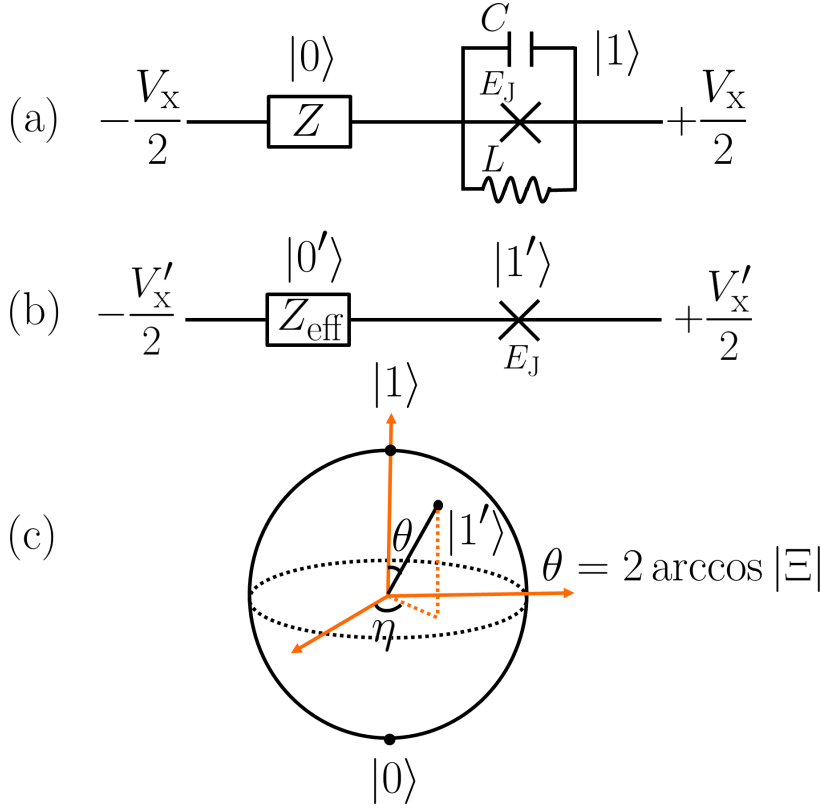 C
|0⟩ |1⟩
E_J
(a) −V_x/2 Z +V_x/2
L
|0′⟩ |1′⟩
(b) −V′_x/2 Z_eff +V′_x/2
E_J
|1⟩
(c) θ |1′⟩ θ = 2 arccos |Ξ|
η
|0⟩